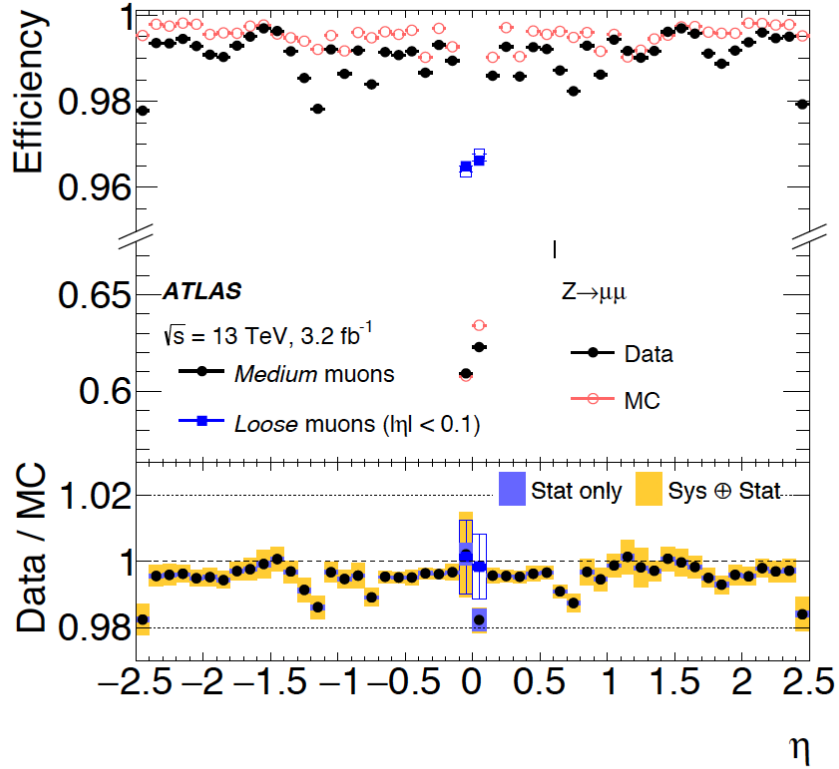 Efficiency
1
0.98
0.96
0.65
0.6
ATLAS
√s = 13 TeV, 3.2 fb⁻¹
Medium muons
Loose muons (|η| < 0.1)
Z→μμ
Data
MC
Data / MC
1.02
1
0.98
Stat only
Sys ⊕ Stat
−2.5 −2 −1.5 −1 −0.5 0 0.5 1 1.5 2 2.5
η